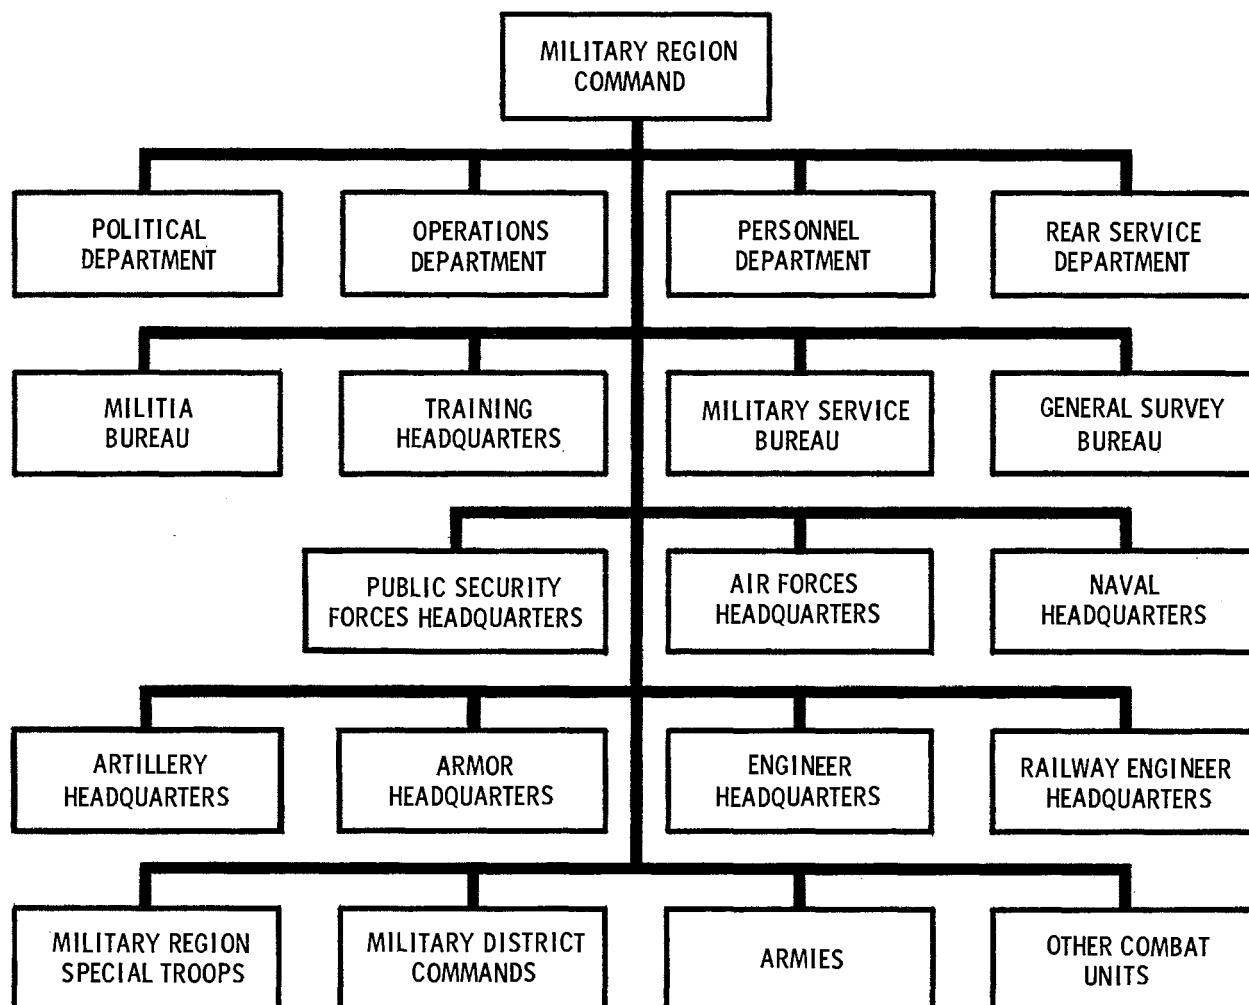 MILITARY REGION
COMMAND
POLITICAL
DEPARTMENT
OPERATIONS
DEPARTMENT
PERSONNEL
DEPARTMENT
REAR SERVICE
DEPARTMENT
MILITIA
BUREAU
TRAINING
HEADQUARTERS
MILITARY SERVICE
BUREAU
GENERAL SURVEY
BUREAU
PUBLIC SECURITY
FORCES HEADQUARTERS
AIR FORCES
HEADQUARTERS
NAVAL
HEADQUARTERS
ARTILLERY
HEADQUARTERS
ARMOR
HEADQUARTERS
ENGINEER
HEADQUARTERS
RAILWAY ENGINEER
HEADQUARTERS
MILITARY REGION
SPECIAL TROOPS
MILITARY DISTRICT
COMMANDS
ARMIES
OTHER COMBAT
UNITS